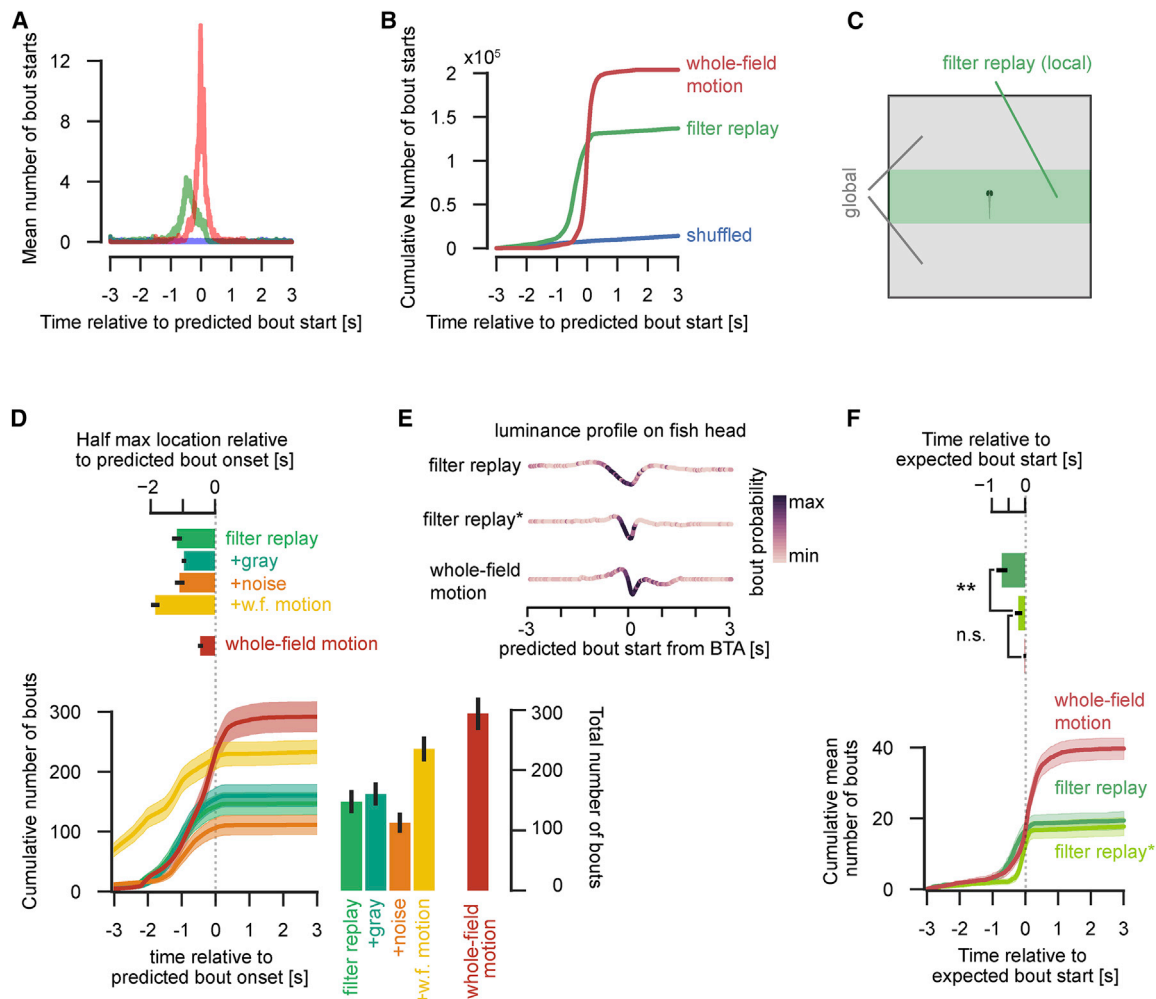 A
Mean number of bout starts
12
8
4
0
-3 -2 -1 0 1 2 3
Time relative to predicted bout start [s]
B
Cumulative Number of bout starts
x10⁵
2
1.5
1
0.5
0
whole-field
motion
filter replay
shuffled
-3 -2 -1 0 1 2 3
Time relative to predicted bout start [s]
C
filter replay (local)
global
D
Half max location relative
to predicted bout onset [s]
−2 0
filter replay
+gray
+noise
+w.f. motion
whole-field motion
Cumulative number of bouts
300
200
100
0
-3 -2 -1 0 1 2 3
time relative to
predicted bout onset [s]
filter replay
+gray
+noise
+w.f. motion
whole-field
motion
300
200
100
0
Total number of bouts
E
luminance profile on fish head
filter replay
filter replay*
whole-field
motion
-3 0 3
predicted bout start from BTA [s]
bout probability
max
min
F
Time relative to
expected bout start [s]
−1 0
**
n.s.
Cumulative mean
number of bouts
40
20
0
whole-field
motion
filter replay
filter replay*
-3 -2 -1 0 1 2 3
Time relative to
expected bout start [s]